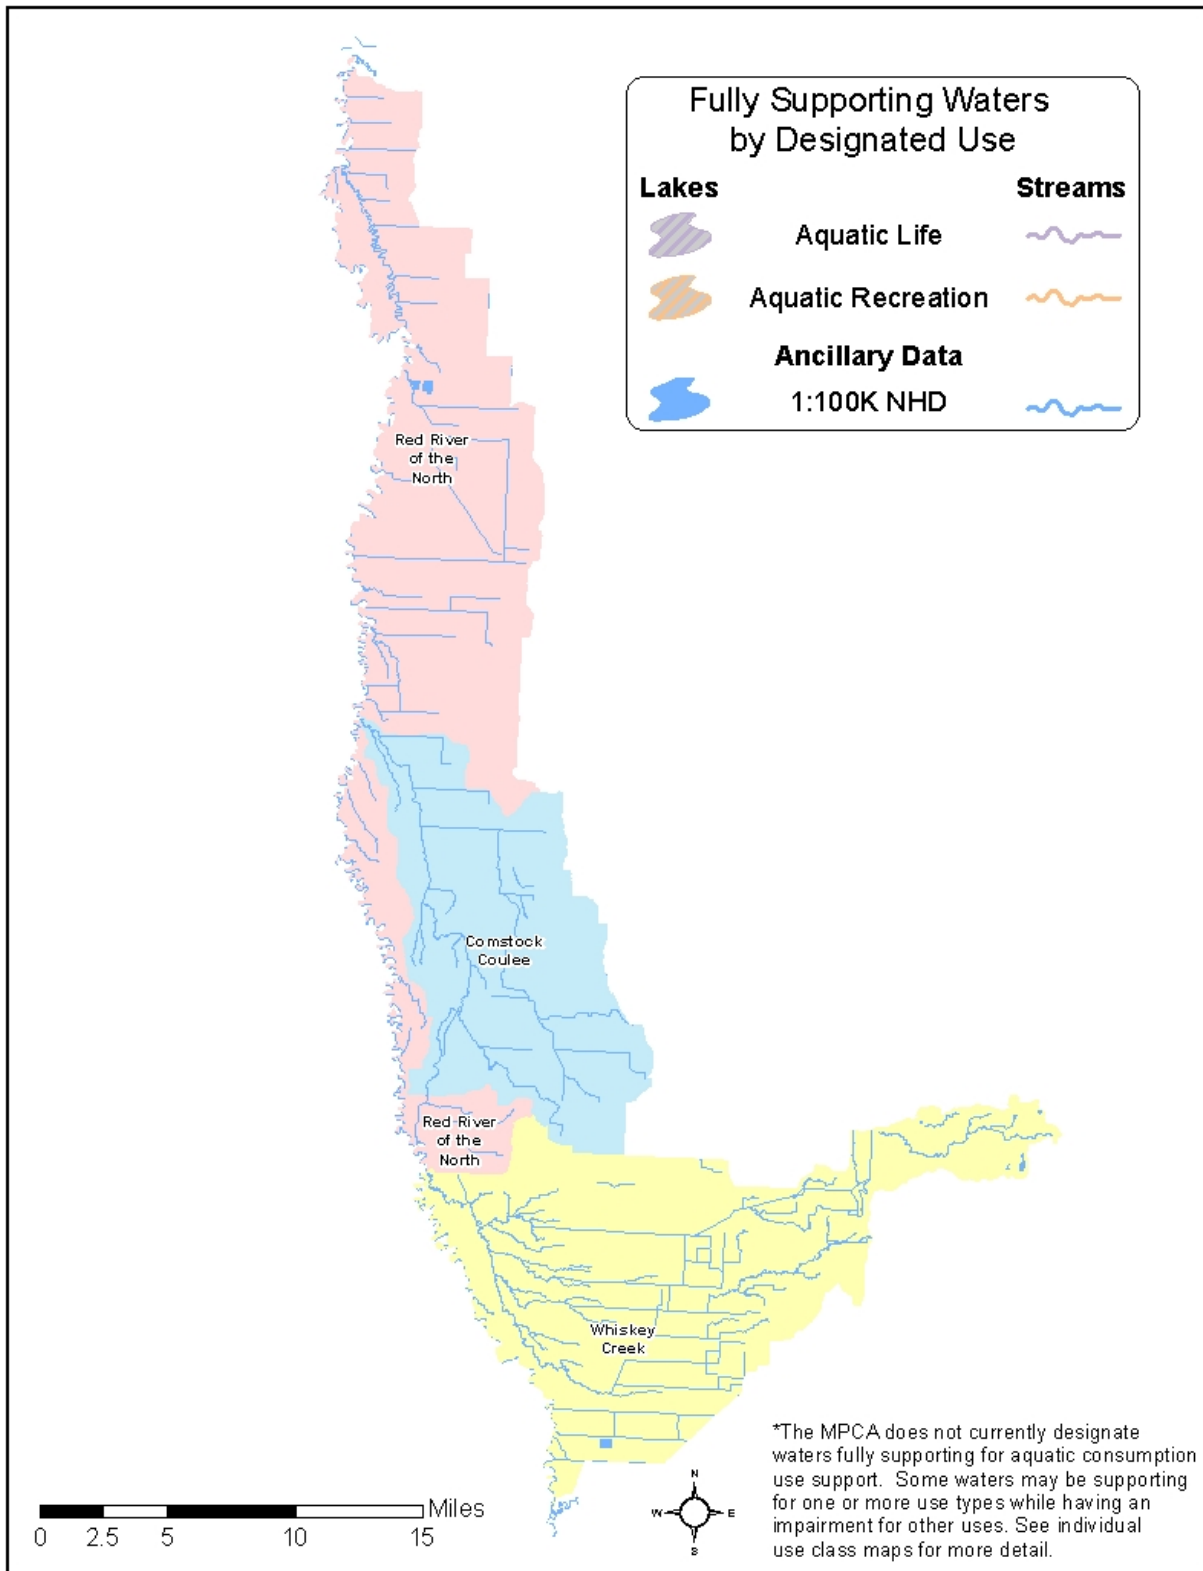 Fully Supporting Waters
by Designated Use
Lakes
Streams
Aquatic Life
Aquatic Recreation
Ancillary Data
1:100K NHD
Red River
of the
North
Comstock
Coulee
Red River
of the
North
Whiskey
Creek
*The MPCA does not currently designate
waters fully supporting for aquatic consumption
use support. Some waters may be supporting
for one or more use types while having an
impairment for other uses. See individual
use class maps for more detail.
N
W E
S
Miles
0 2.5 5 10 15